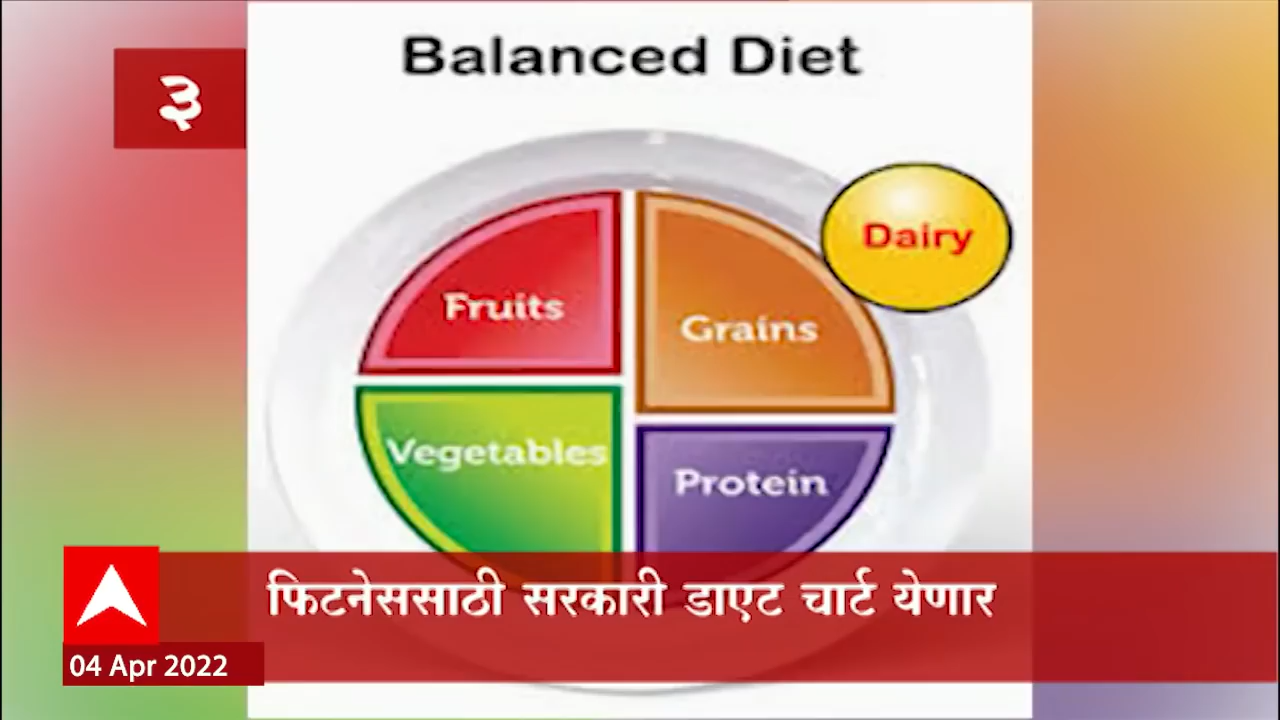 Balanced Diet
३
Dairy
Fruits
Grains
Vegetables
Protein
फिटनेससाठी सरकारी डाएट चार्ट येणार
04 Apr 2022